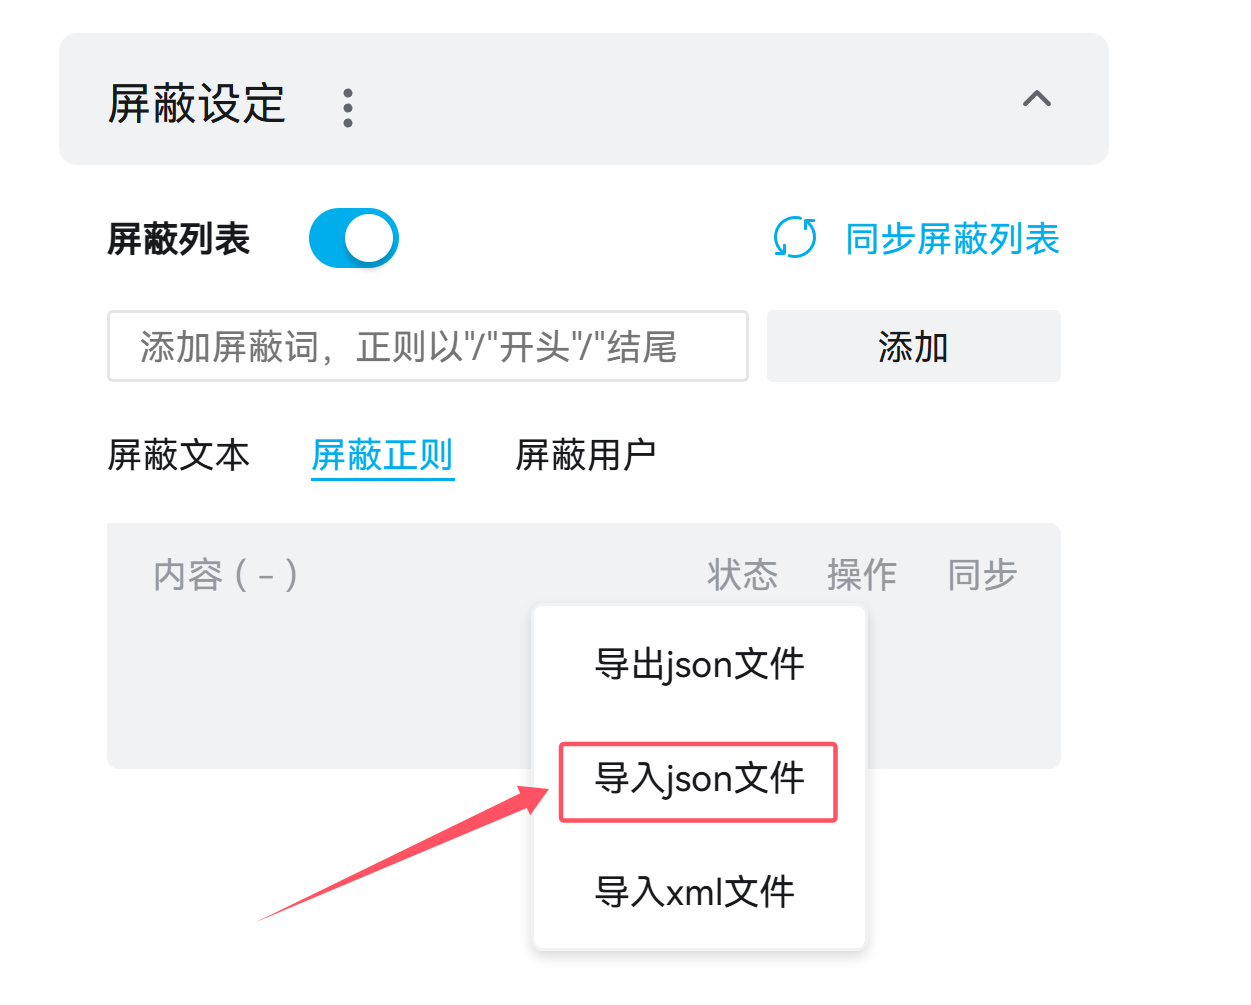 屏蔽设定
屏蔽列表 同步屏蔽列表
添加屏蔽词，正则以"/"开头"/"结尾 添加
屏蔽文本 屏蔽正则 屏蔽用户
内容 ( - ) 状态 操作 同步
导出json文件
导入json文件
导入xml文件